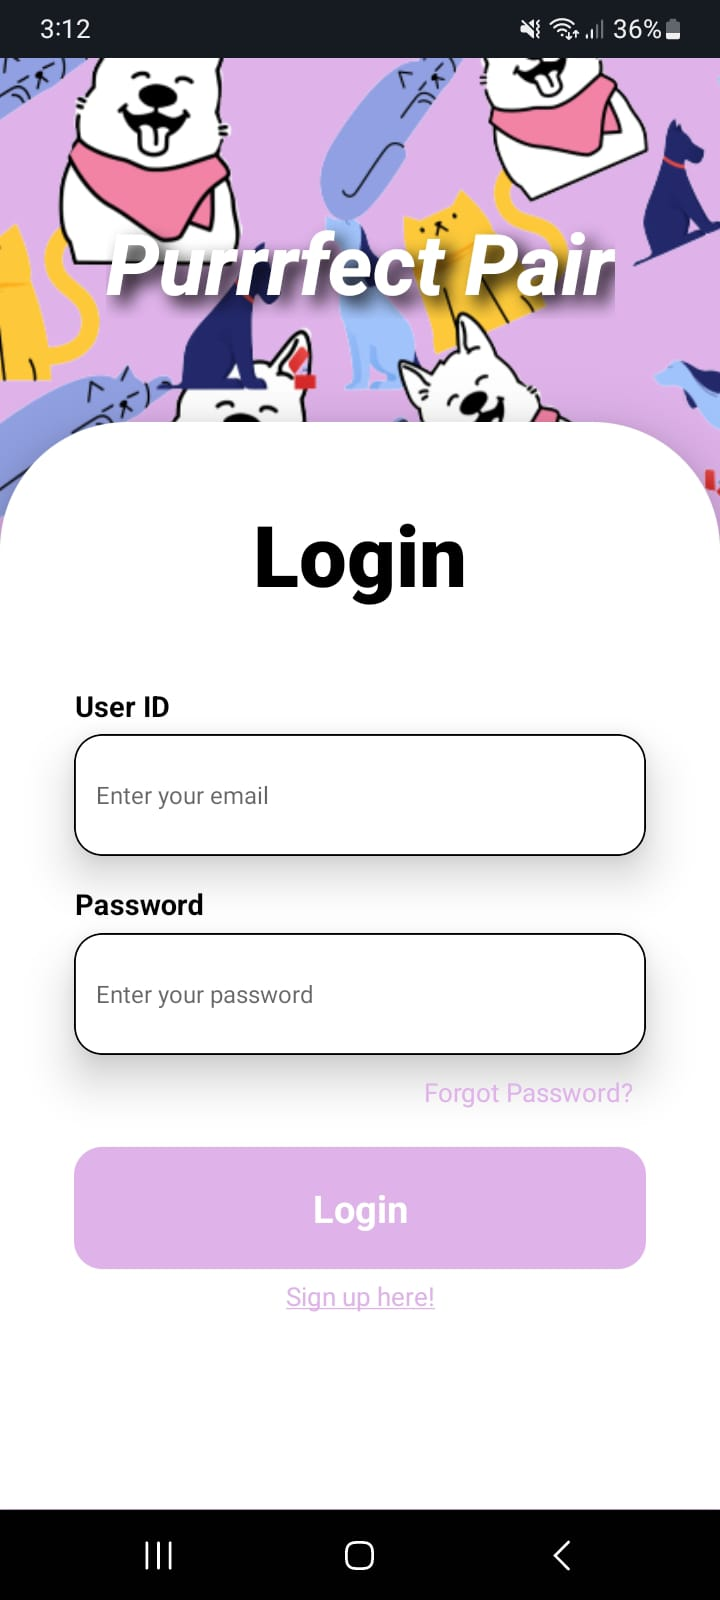 3:12 36%
Purrrfect Pair
Login
User ID
Enter your email
Password
Enter your password
Forgot Password?
Login
Sign up here!